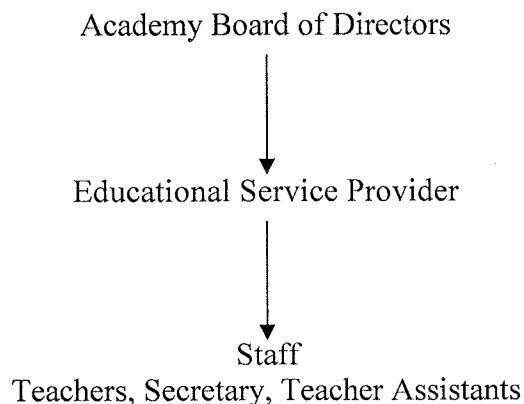 Academy Board of Directors
Educational Service Provider
Staff
Teachers, Secretary, Teacher Assistants